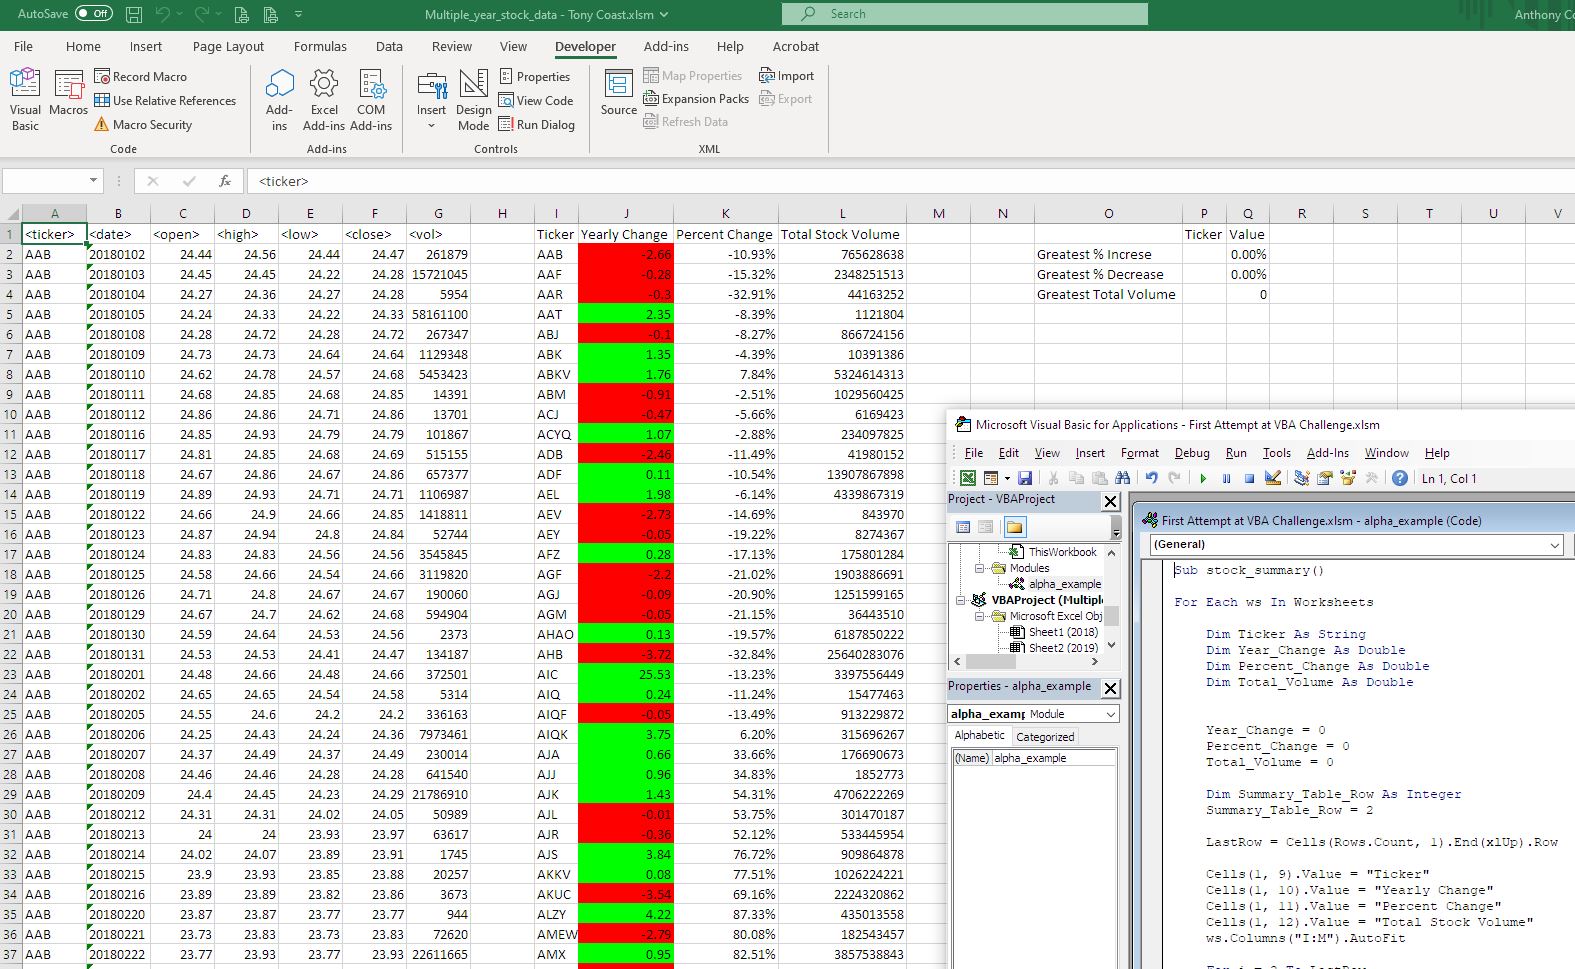 AutoSave Off Multiple_year_stock_data - Tony Coast.xlsm Search Anthony
File Home Insert Page Layout Formulas Data Review View Developer Add-ins Help Acrobat
Visual Basic
Macros
Record Macro
Use Relative References
Macro Security
Code
Add-ins
Excel Add-ins
COM Add-ins
Add-ins
Insert
Design Mode
Properties
View Code
Run Dialog
Controls
Source
Map Properties
Expansion Packs
Refresh Data
Import
Export
XML
fx <ticker>
A B C D E F G H I J K L M N O P Q R S T U V
1 <ticker> <date> <open> <high> <low> <close> <vol> Ticker Yearly Change Percent Change Total Stock Volume Ticker Value
2 AAB 20180102 24.44 24.56 24.44 24.47 261879 AAB -2.66 -10.93% 765628638 Greatest % Increse 0.00%
3 AAB 20180103 24.45 24.45 24.22 24.28 15721045 AAF -0.28 -15.32% 2348251513 Greatest % Decrease 0.00%
4 AAB 20180104 24.27 24.36 24.27 24.28 5954 AAR -0.3 -32.91% 44163252 Greatest Total Volume 0
5 AAB 20180105 24.24 24.33 24.22 24.33 58161100 AAT 2.35 -8.39% 1121804
6 AAB 20180108 24.28 24.72 24.28 24.72 267347 ABJ -0.1 -8.27% 866724156
7 AAB 20180109 24.73 24.73 24.64 24.64 1129348 ABK 1.35 -4.39% 10391386
8 AAB 20180110 24.62 24.78 24.57 24.68 5453423 ABKV 1.76 7.84% 5324614313
9 AAB 20180111 24.68 24.85 24.68 24.85 14391 ABM -0.91 -2.51% 1029560425
10 AAB 20180112 24.86 24.86 24.71 24.86 13701 ACJ -0.47 -5.66% 6169423
11 AAB 20180116 24.85 24.93 24.79 24.79 101867 ACYQ 1.07 -2.88% 234097825
12 AAB 20180117 24.81 24.85 24.68 24.69 515155 ADB -2.46 -11.49% 41980152
13 AAB 20180118 24.67 24.86 24.67 24.86 657377 ADF 0.11 -10.54% 13907867898
14 AAB 20180119 24.89 24.93 24.71 24.71 1106987 AEL 1.98 -6.14% 4339867319
15 AAB 20180122 24.66 24.9 24.66 24.85 1418811 AEV -2.73 -14.69% 843970
16 AAB 20180123 24.87 24.94 24.8 24.84 52744 AEY -0.05 -19.22% 8274367
17 AAB 20180124 24.83 24.83 24.56 24.56 3545845 AFZ 0.28 -17.13% 175801284
18 AAB 20180125 24.58 24.66 24.54 24.66 3119820 AGF -2.2 -21.02% 1903886691
19 AAB 20180126 24.71 24.8 24.67 24.67 190060 AGJ -0.09 -20.90% 1251599165
20 AAB 20180129 24.69 24.7 24.62 24.68 594904 AGM -0.05 -21.15% 36443510
21 AAB 20180130 24.59 24.64 24.53 24.56 2373 AHAO 0.13 -19.57% 6187850222
22 AAB 20180131 24.53 24.53 24.41 24.47 134187 AHB -3.72 -32.84% 25640283076
23 AAB 20180201 24.48 24.66 24.48 24.66 372501 AIC 25.53 -13.23% 3397556449
24 AAB 20180202 24.65 24.65 24.54 24.58 5314 AIQ 0.24 -11.24% 15477463
25 AAB 20180205 24.55 24.6 24.2 24.2 336163 AIQF -0.05 -13.49% 913229872
26 AAB 20180206 24.25 24.43 24.24 24.36 7973461 AIQK 3.75 6.20% 315696267
27 AAB 20180207 24.37 24.49 24.37 24.49 230014 AJA 0.66 33.66% 176690673
28 AAB 20180208 24.46 24.46 24.28 24.28 641540 AJJ 0.96 34.83% 1852773
29 AAB 20180209 24.4 24.45 24.23 24.29 21786910 AJK 1.43 54.31% 4706222269
30 AAB 20180212 24.31 24.31 24.02 24.05 50989 AJL -0.01 53.75% 301470187
31 AAB 20180213 24 24 23.93 23.97 63617 AJR -0.36 52.12% 533445954
32 AAB 20180214 24.02 24.07 23.89 23.91 1745 AJS 3.84 76.72% 909864878
33 AAB 20180215 23.9 23.93 23.85 23.88 20257 AKKV 0.08 77.51% 1026224221
34 AAB 20180216 23.89 23.89 23.82 23.86 3673 AKUC -3.54 69.16% 2224320862
35 AAB 20180220 23.87 23.87 23.77 23.77 944 ALZY 4.22 87.33% 435013558
36 AAB 20180221 23.73 23.83 23.73 23.83 72620 AMEW -2.79 80.08% 182543457
37 AAB 20180222 23.77 23.93 23.77 23.93 22611665 AMX 0.95 82.51% 3857538843
Microsoft Visual Basic for Applications - First Attempt at VBA Challenge.xlsm
File Edit View Insert Format Debug Run Tools Add-Ins Window Help
Ln 1, Col 1
Project - VBAProject
ThisWorkbook
Modules
alpha_example
VBAProject (Multipl
Microsoft Excel Obj
Sheet1 (2018)
Sheet2 (2019)
Properties - alpha_example
alpha_examp Module
Alphabetic Categorized
(Name) alpha_example
First Attempt at VBA Challenge.xlsm - alpha_example (Code)
(General)
Sub stock_summary()
For Each ws In Worksheets
Dim Ticker As String
Dim Year_Change As Double
Dim Percent_Change As Double
Dim Total_Volume As Double
Year_Change = 0
Percent_Change = 0
Total_Volume = 0
Dim Summary_Table_Row As Integer
Summary_Table_Row = 2
LastRow = Cells(Rows.Count, 1).End(xlUp).Row
Cells(1, 9).Value = "Ticker"
Cells(1, 10).Value = "Yearly Change"
Cells(1, 11).Value = "Percent Change"
Cells(1, 12).Value = "Total Stock Volume"
ws.Columns("I:M").AutoFit